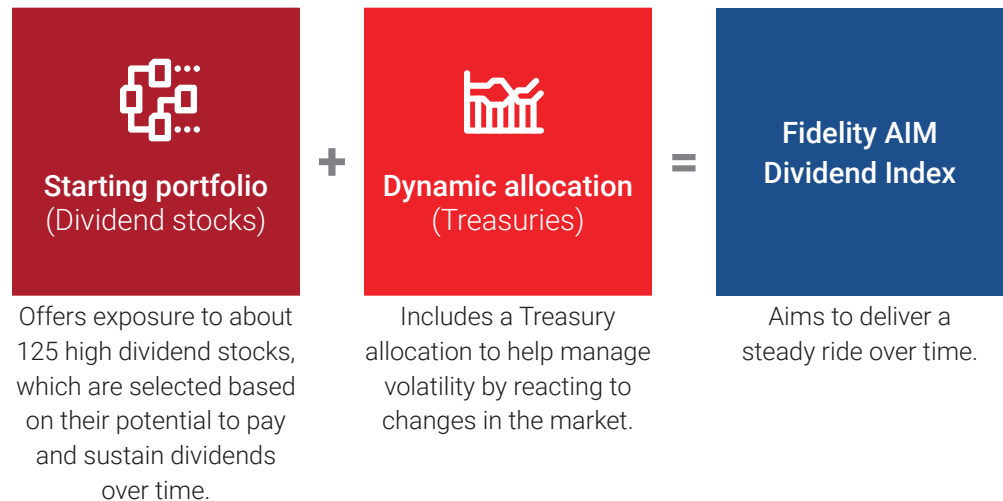 Starting portfolio
(Dividend stocks)
+
Dynamic allocation
(Treasuries)
=
Fidelity AIM
Dividend Index
Offers exposure to about
125 high dividend stocks,
which are selected based
on their potential to pay
and sustain dividends
over time.
Includes a Treasury
allocation to help manage
volatility by reacting to
changes in the market.
Aims to deliver a
steady ride over time.